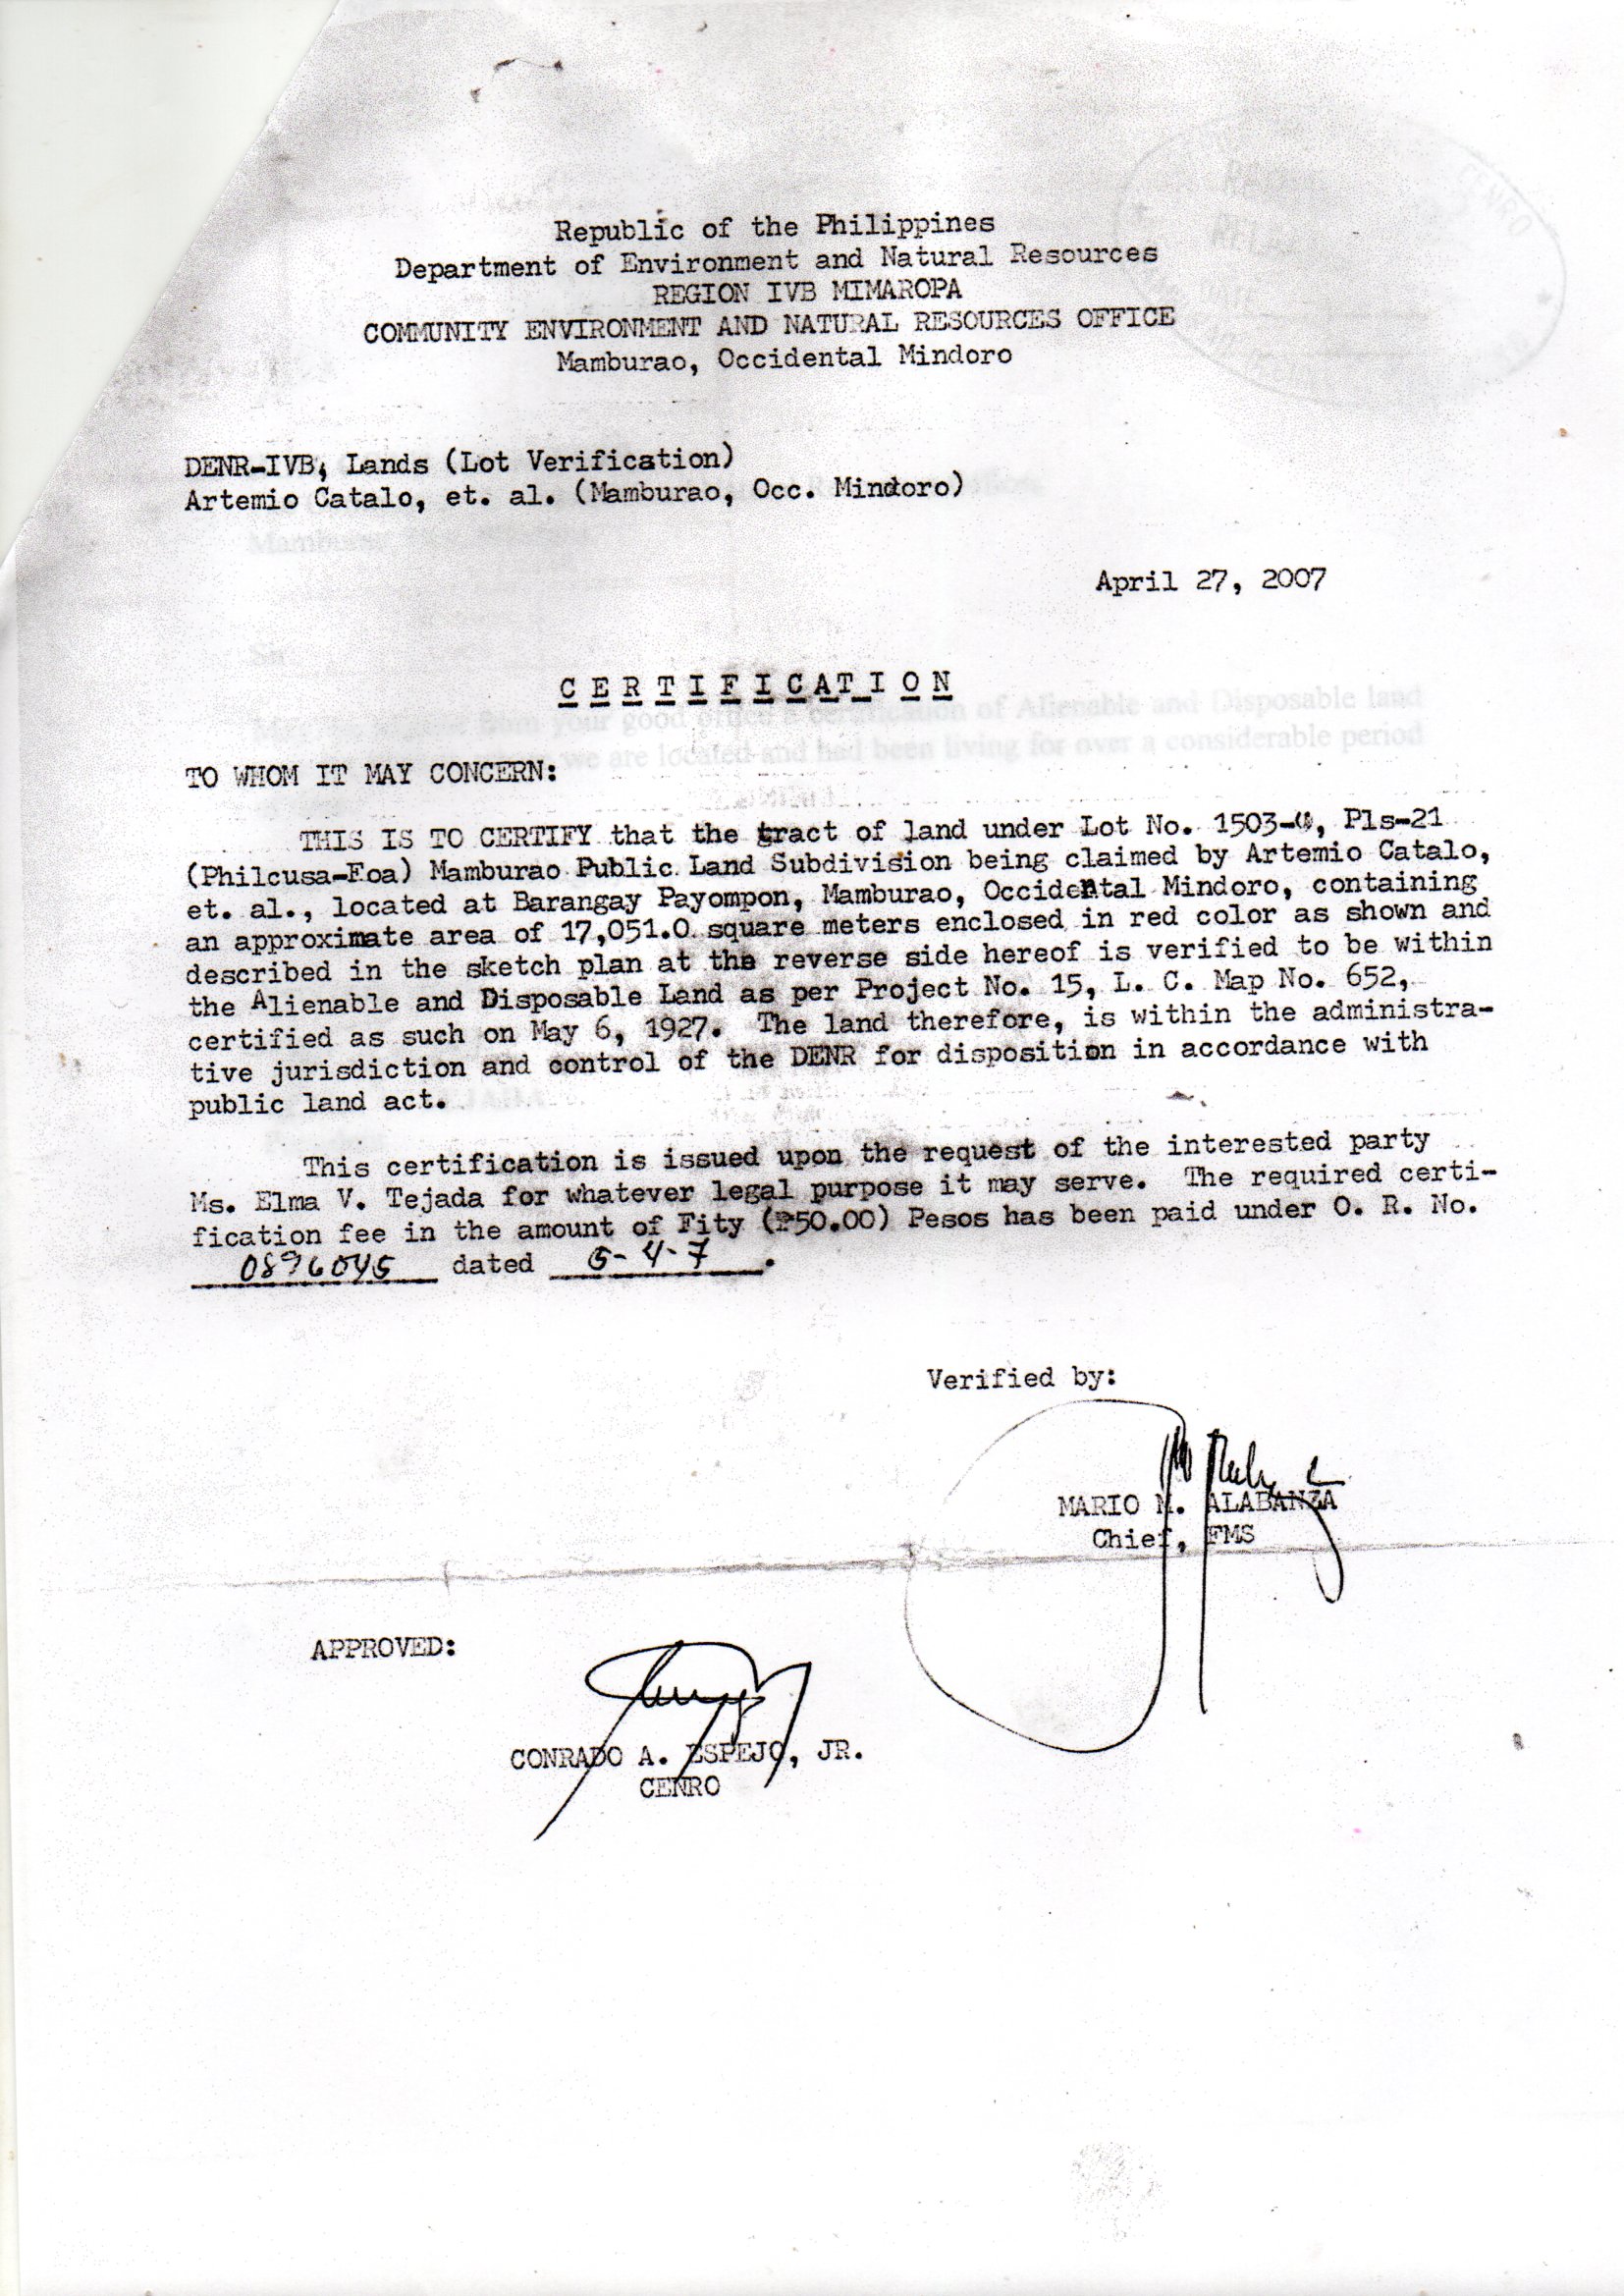 Republic of the Philippines
Department of Environment and Natural Resources
REGION IVB MIMAROPA
COMMUNITY ENVIRONMENT AND NATURAL RESOURCES OFFICE
Mamburao, Occidental Mindoro
CENRO
DENR-IVB, Lands (Lot Verification)
Artemio Catalo, et. al. (Mamburao, Occ. Mindoro)
April 27, 2007
CERTIFICATION
TO WHOM IT MAY CONCERN:
THIS IS TO CERTIFY that the tract of land under Lot No. 1503- , Pls-21
(Philcusa-Foa) Mamburao Public Land Subdivision being claimed by Artemio Catalo,
et. al., located at Barangay Payompon, Mamburao, Occidental Mindoro, containing
an approximate area of 17,051.0 square meters enclosed in red color as shown and
described in the sketch plan at the reverse side hereof is verified to be within
the Alienable and Disposable Land as per Project No. 15, L. C. Map No. 652,
certified as such on May 6, 1927. The land therefore, is within the administra-
tive jurisdiction and control of the DENR for disposition in accordance with
public land act.
This certification is issued upon the request of the interested party
Ms. Elma V. Tejada for whatever legal purpose it may serve. The required certi-
fication fee in the amount of Fity (₱50.00) Pesos has been paid under O. R. No.
0896045 dated 5-4-7.
Verified by:
MARIO M. ALABANZA
Chief, FMS
APPROVED:
CONRADO A. ESPEJO, JR.
CENRO